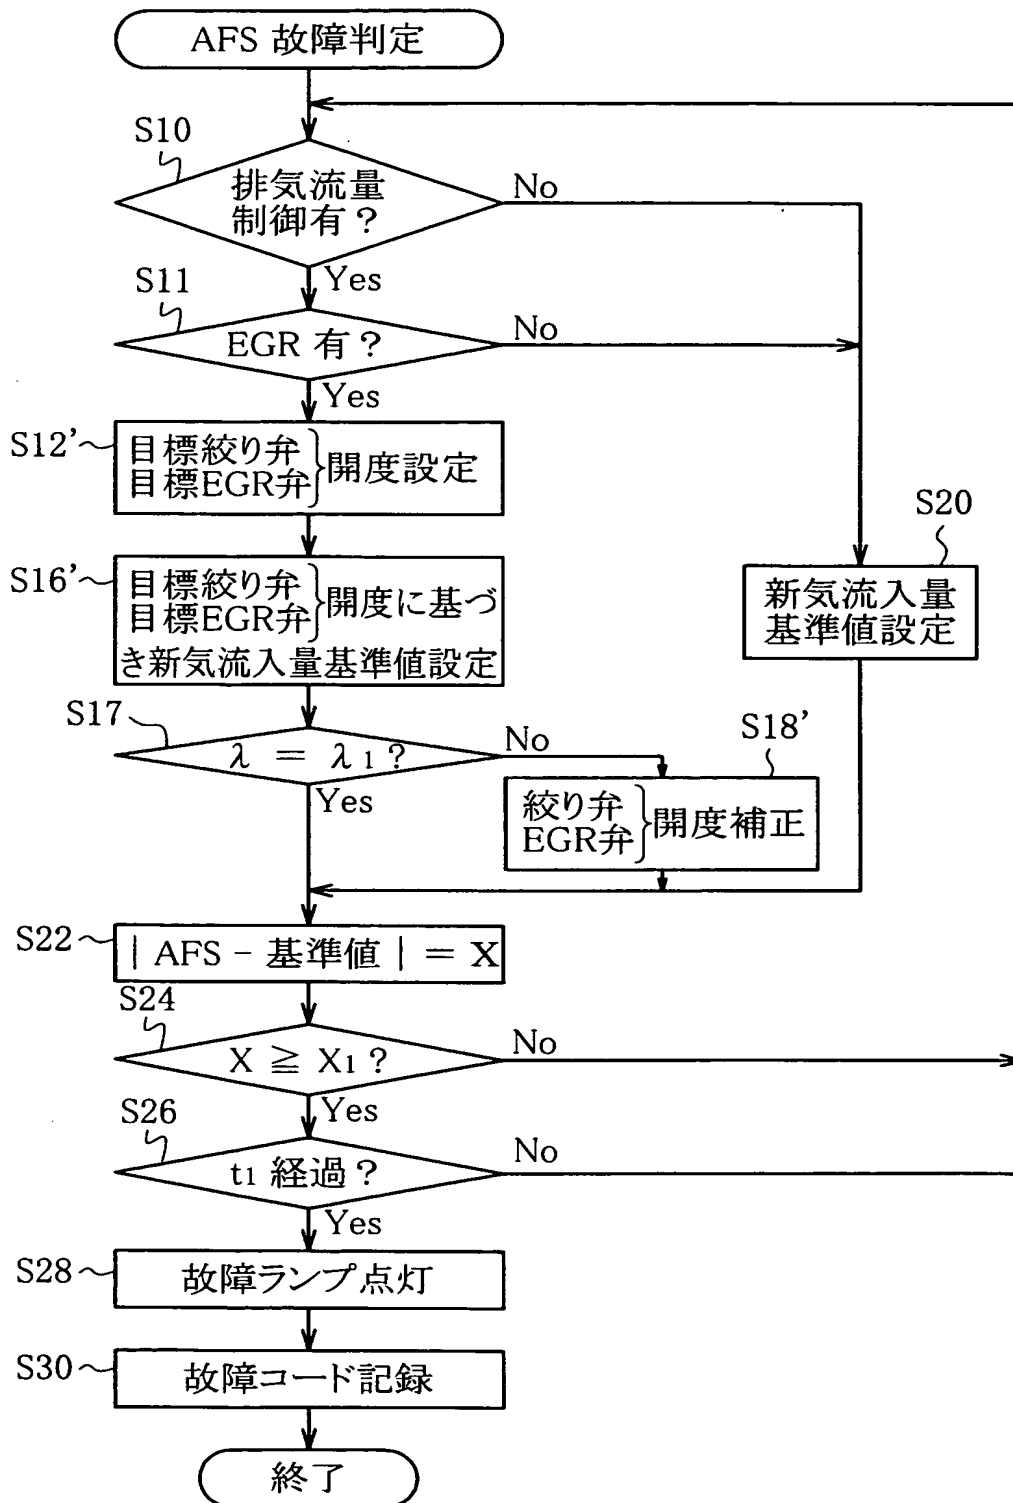 AFS 故障判定
S10
排気流量
制御有？
No
Yes
S11
EGR 有？
No
Yes
S12’
目標絞り弁
目標EGR弁
開度設定
S16’
目標絞り弁
目標EGR弁
開度に基づ
き新気流入量基準値設定
S20
新気流入量
基準値設定
S17
λ = λ1？
No
Yes
S18’
絞り弁
EGR弁
開度補正
S22
| AFS − 基準値 | = X
S24
X ≧ X1？
No
Yes
S26
t1 経過？
No
Yes
S28
故障ランプ点灯
S30
故障コード記録
終了